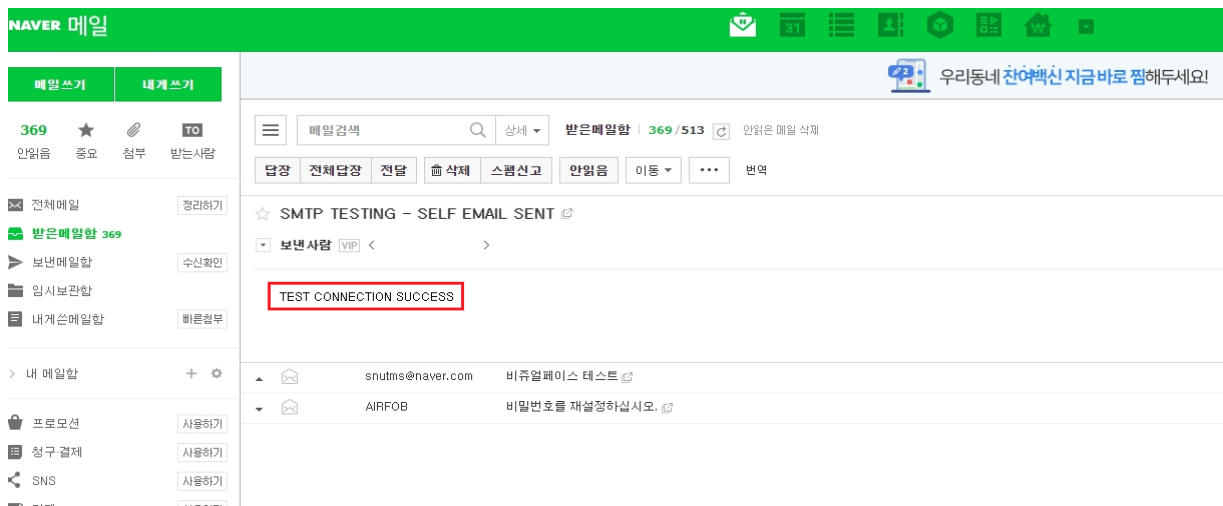 NAVER 메일
31
메일쓰기 내게쓰기
우리동네 잔여백신 지금 바로 찜해두세요!
369 TO
안읽음 중요 첨부 받는사람
메일검색 상세 받은메일함 369/513 안읽은 메일 삭제
답장 전체답장 전달 삭제 스팸신고 안읽음 이동 ••• 번역
전체메일 정리하기
받은메일함 369
보낸메일함 수신확인
임시보관함
내게쓴메일함 빠른첨부
내 메일함
프로모션 사용하기
청구·결제 사용하기
SNS 사용하기
SMTP TESTING - SELF EMAIL SENT
보낸사람 VIP < >
TEST CONNECTION SUCCESS
snutms@naver.com 비쥬얼페이스 테스트
AIRFOB 비밀번호를 재설정하십시오.